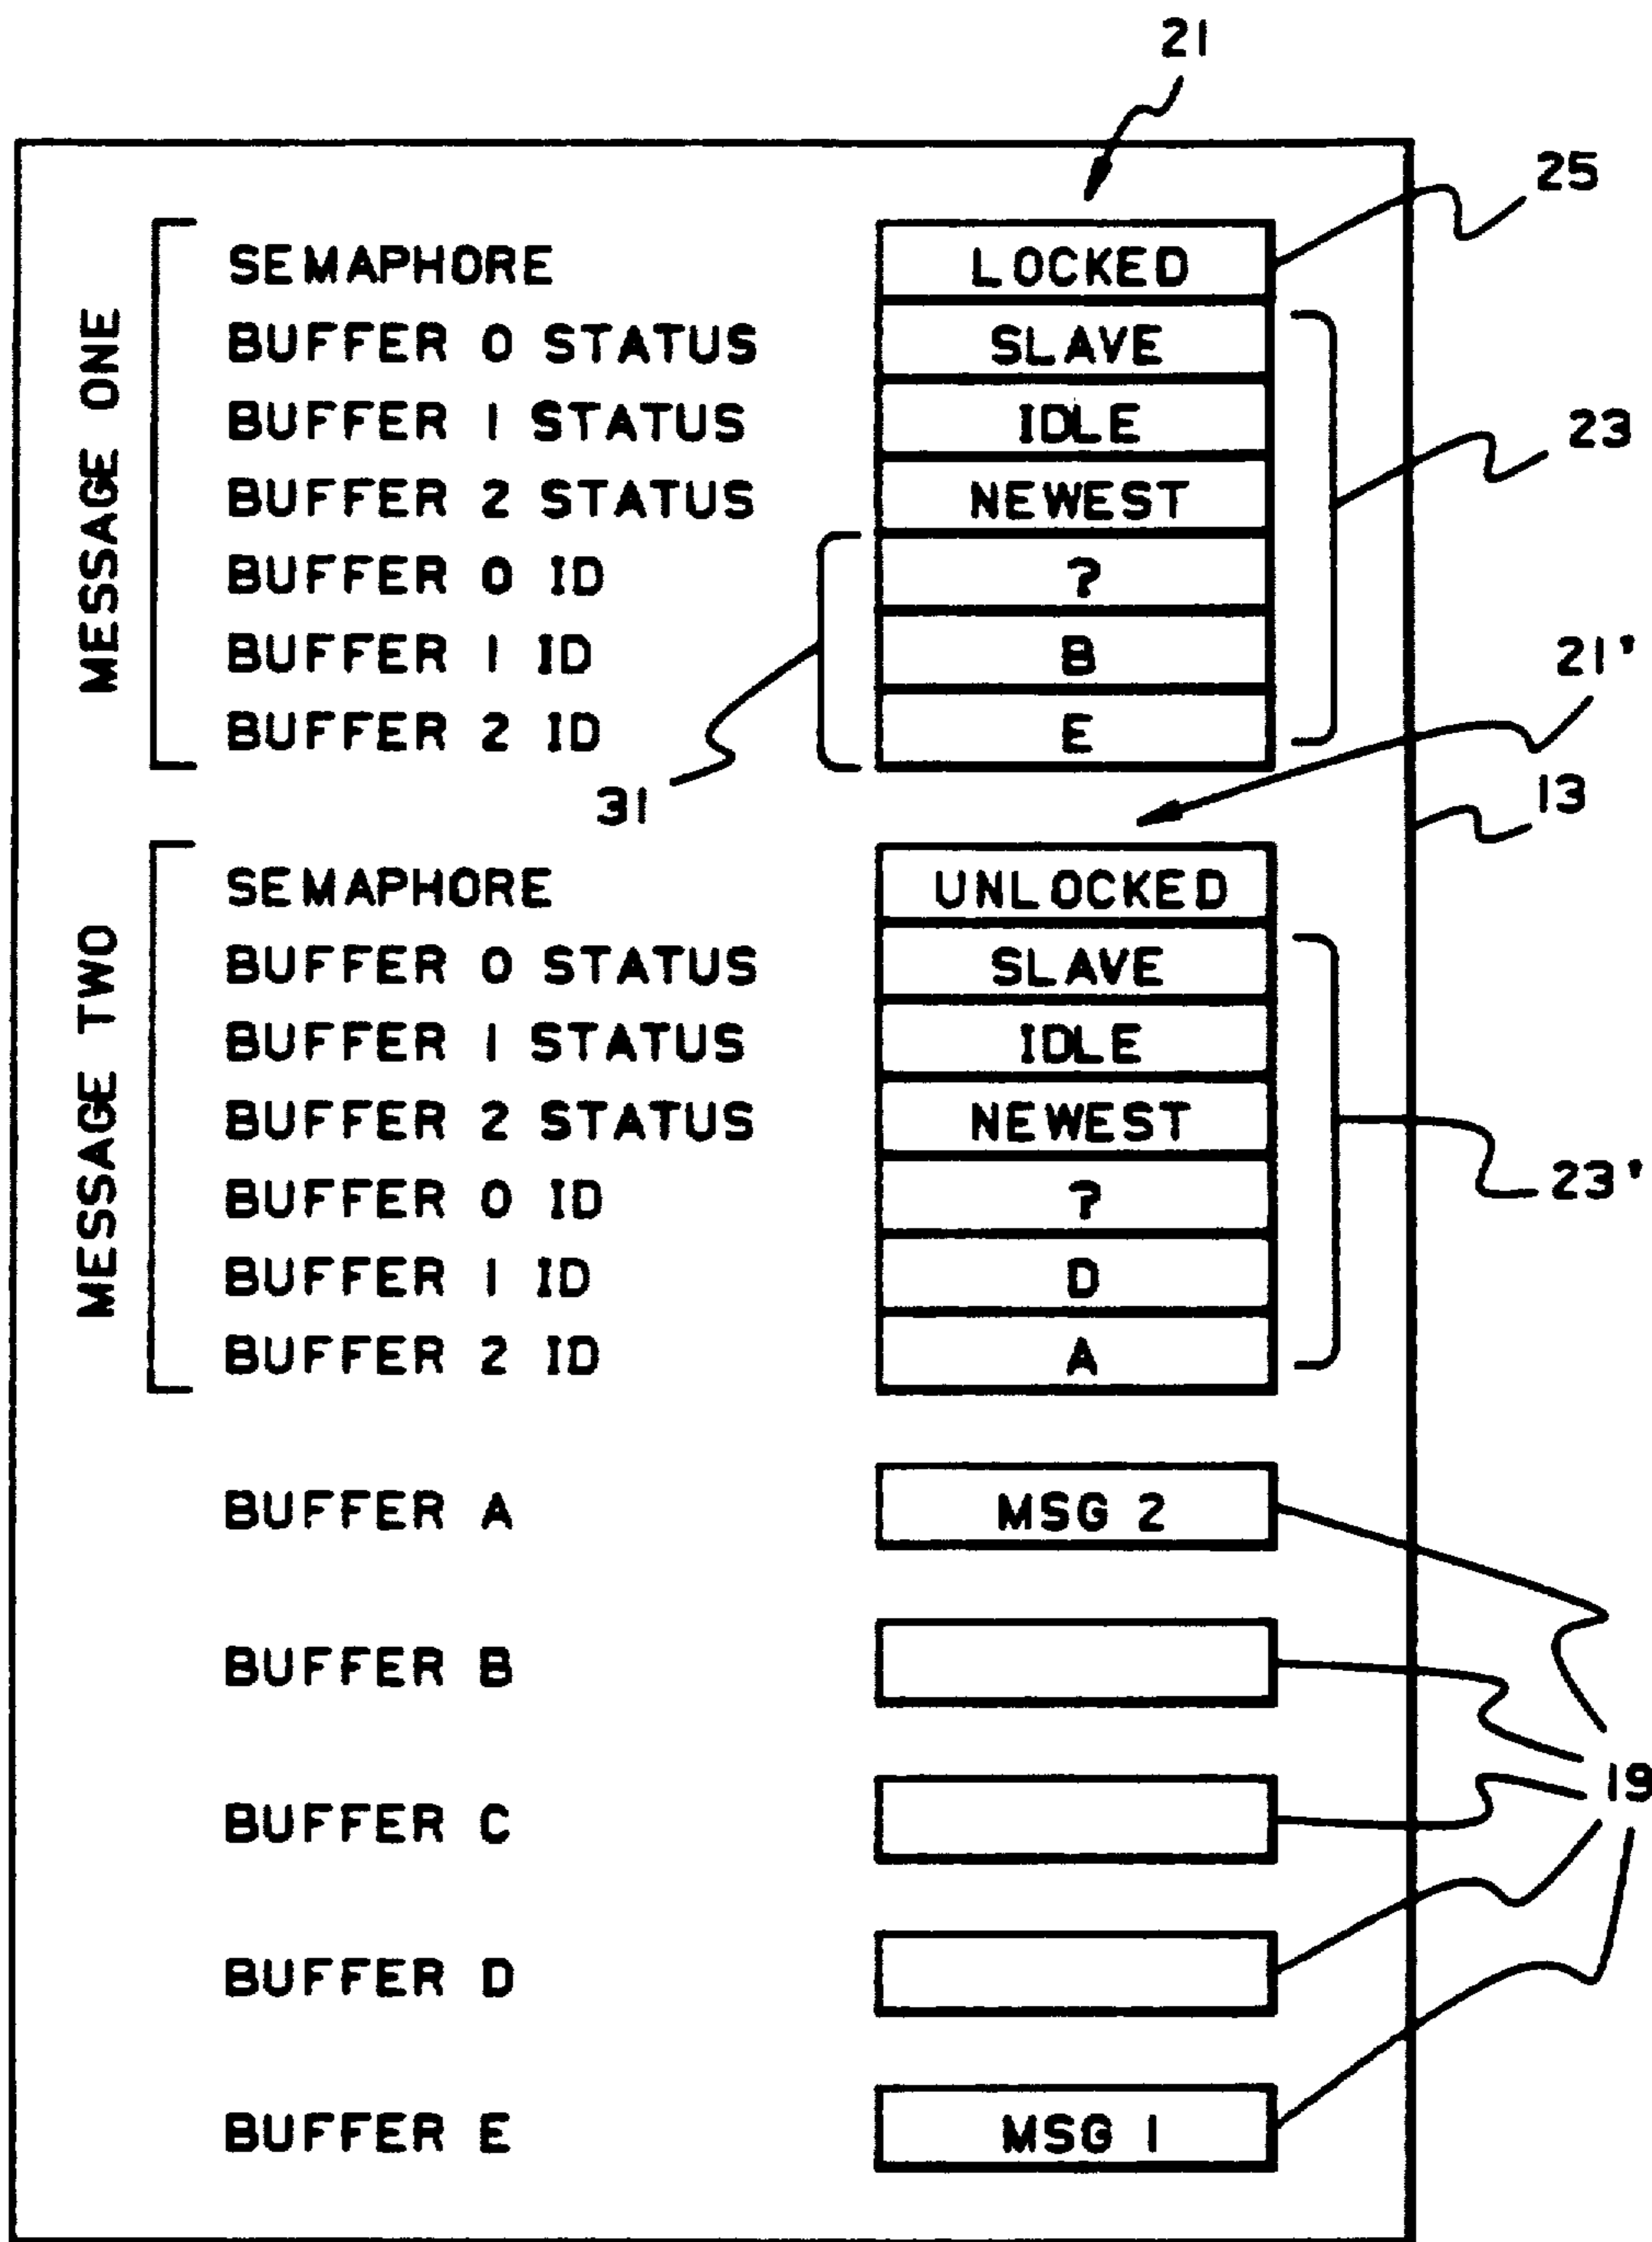 21
25
MESSAGE ONE
SEMAPHORE LOCKED
BUFFER 0 STATUS SLAVE
BUFFER 1 STATUS IDLE
23
BUFFER 2 STATUS NEWEST
BUFFER 0 ID ?
BUFFER 1 ID B
21'
BUFFER 2 ID E
31
13
MESSAGE TWO
SEMAPHORE UNLOCKED
BUFFER 0 STATUS SLAVE
BUFFER 1 STATUS IDLE
BUFFER 2 STATUS NEWEST
23'
BUFFER 0 ID ?
BUFFER 1 ID D
BUFFER 2 ID A
BUFFER A MSG 2
BUFFER B
19
BUFFER C
BUFFER D
BUFFER E MSG 1